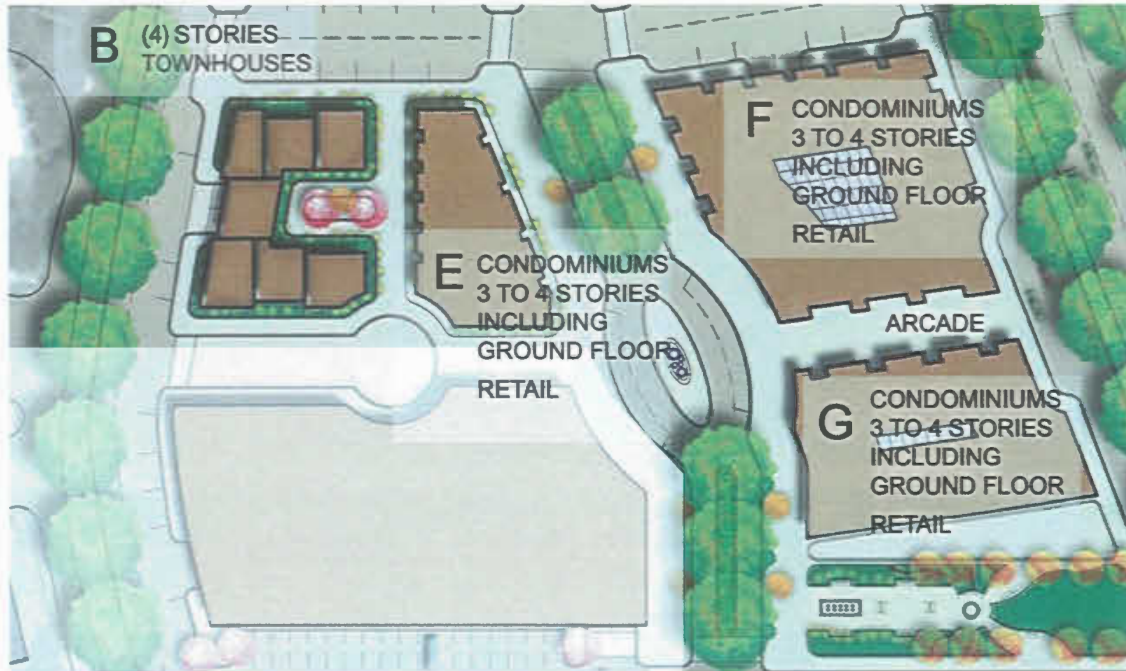 B (4) STORIES
TOWNHOUSES
F CONDOMINIUMS
3 TO 4 STORIES
INCLUDING
GROUND FLOOR
RETAIL
E CONDOMINIUMS
3 TO 4 STORIES
INCLUDING
GROUND FLOOR
RETAIL
ARCADE
G CONDOMINIUMS
3 TO 4 STORIES
INCLUDING
GROUND FLOOR
RETAIL